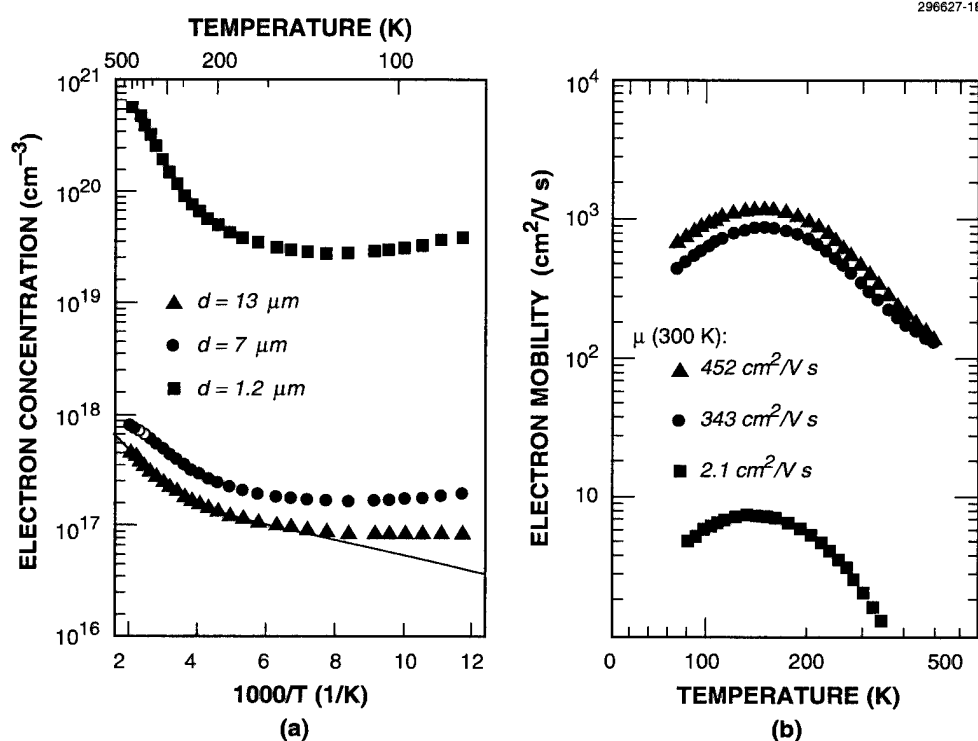 296627-18
TEMPERATURE (K)
500 200 100
10^21
10^20
10^19
10^18
10^17
10^16
ELECTRON CONCENTRATION (cm^−3)
d = 13 μm
d = 7 μm
d = 1.2 μm
2 4 6 8 10 12
1000/T (1/K)
(a)
10^4
10^3
10^2
10
ELECTRON MOBILITY (cm^2/V s)
μ (300 K):
452 cm^2/V s
343 cm^2/V s
2.1 cm^2/V s
0 100 200 500
TEMPERATURE (K)
(b)